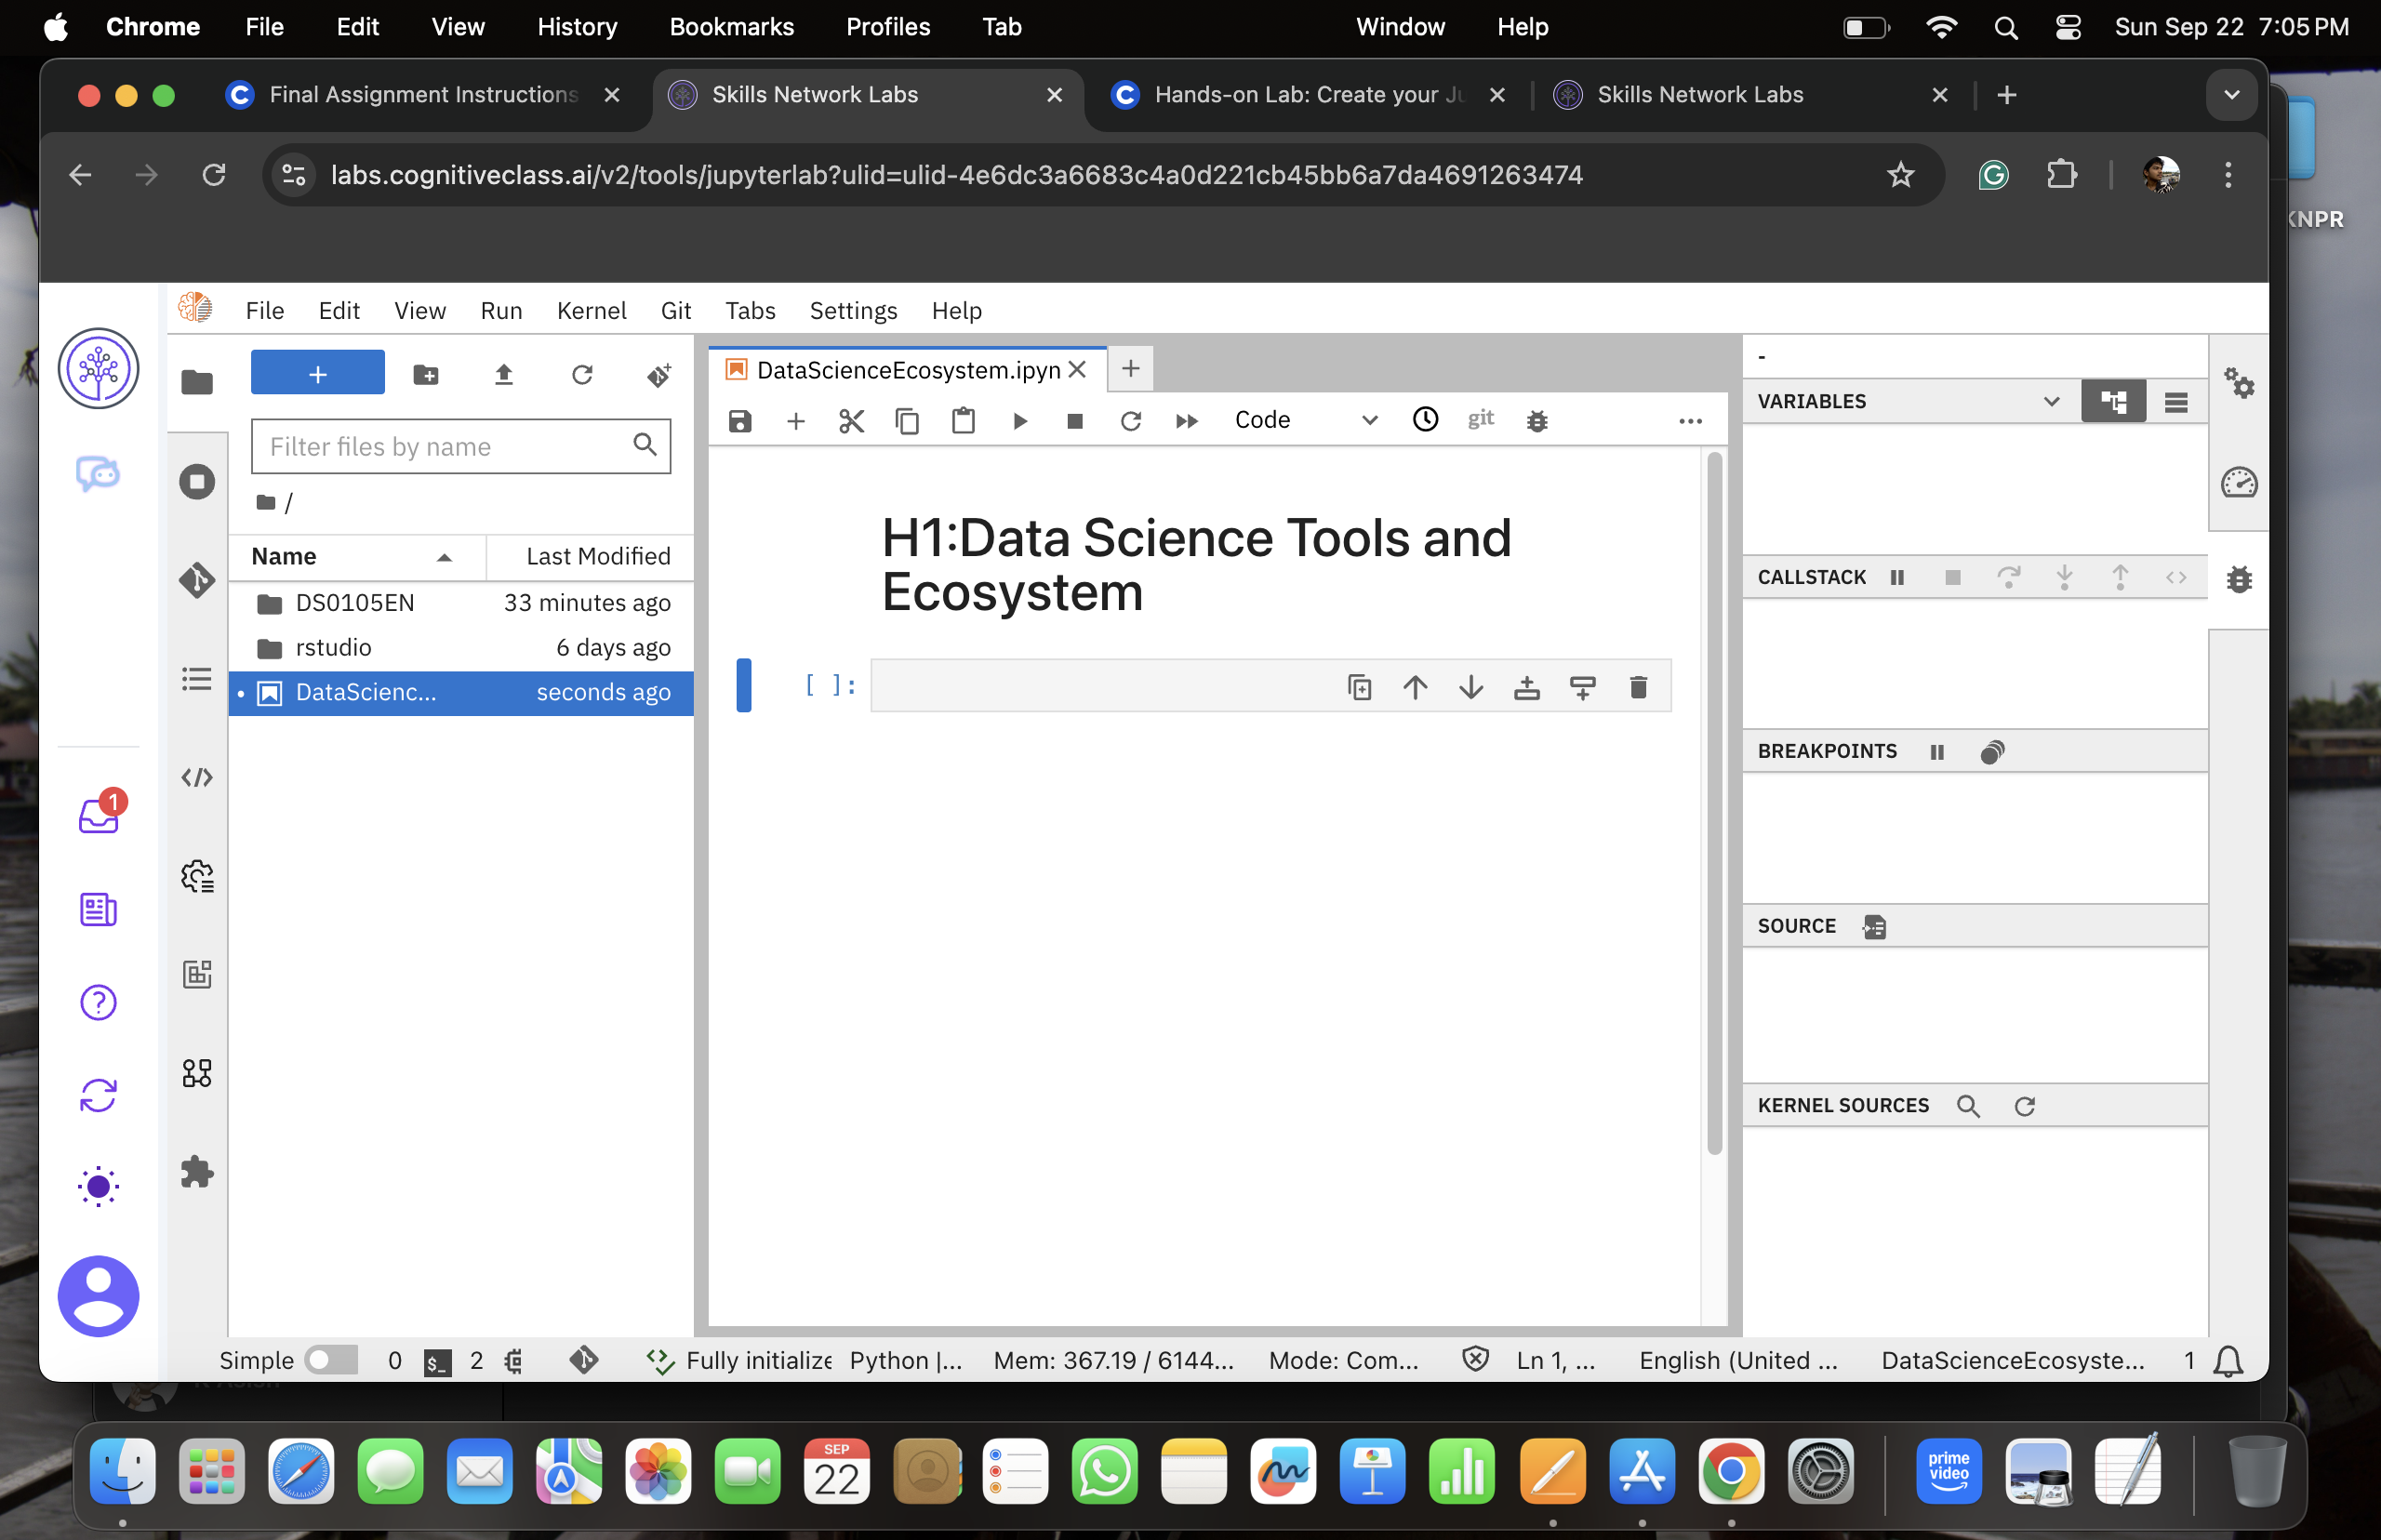 Chrome File Edit View History Bookmarks Profiles Tab Window Help Sun Sep 22 7:05 PM
Final Assignment Instructions Skills Network Labs Hands-on Lab: Create your Ju Skills Network Labs
labs.cognitiveclass.ai/v2/tools/jupyterlab?ulid=ulid-4e6dc3a6683c4a0d221cb45bb6a7da4691263474
KNPR
File Edit View Run Kernel Git Tabs Settings Help
Filter files by name
/
Name Last Modified
DS0105EN 33 minutes ago
rstudio 6 days ago
DataScienc... seconds ago
1
DataScienceEcosystem.ipyn
Code git
H1:Data Science Tools and
Ecosystem
[ ]:
-
VARIABLES
CALLSTACK
BREAKPOINTS
SOURCE
KERNEL SOURCES
Simple 0 $_ 2 Fully initialize Python |... Mem: 367.19 / 6144... Mode: Com... Ln 1, ... English (United ... DataScienceEcosyste... 1
SEP
22
prime
video